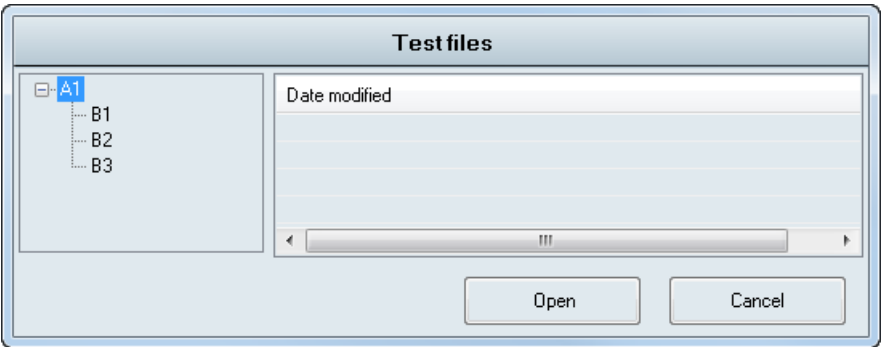 Test files
A1
B1
B2
B3
Date modified
Open
Cancel